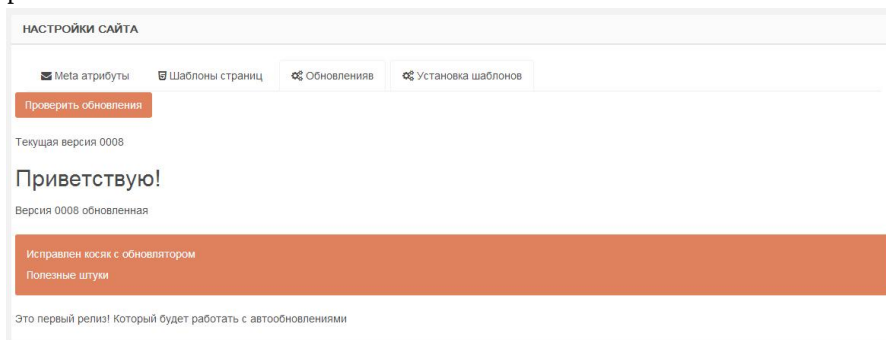 НАСТРОЙКИ САЙТА
Meta атрибуты Шаблоны страниц Обновленияв Установка шаблонов
Проверить обновления
Текущая версия 0008
Приветствую!
Версия 0008 обновленная
Исправлен косяк с обновлятором
Полезные штуки
Это первый релиз! Который будет работать с автообновлениями